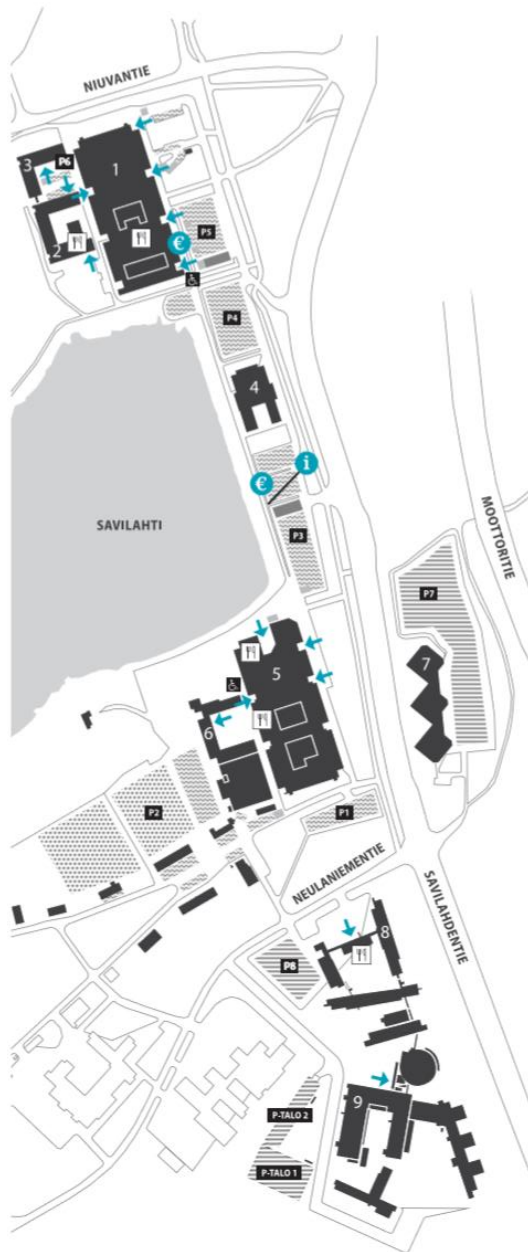 NIUVANTIE
3
P6
1
2
€
P5
P4
4
i
€
SAVILAHTI
P3
MOOTTORITIE
P7
7
5
6
P2
P1
NEULANIEMENTIE
SAVILAHDENTIE
8
P8
9
P-TALO 2
P-TALO 1